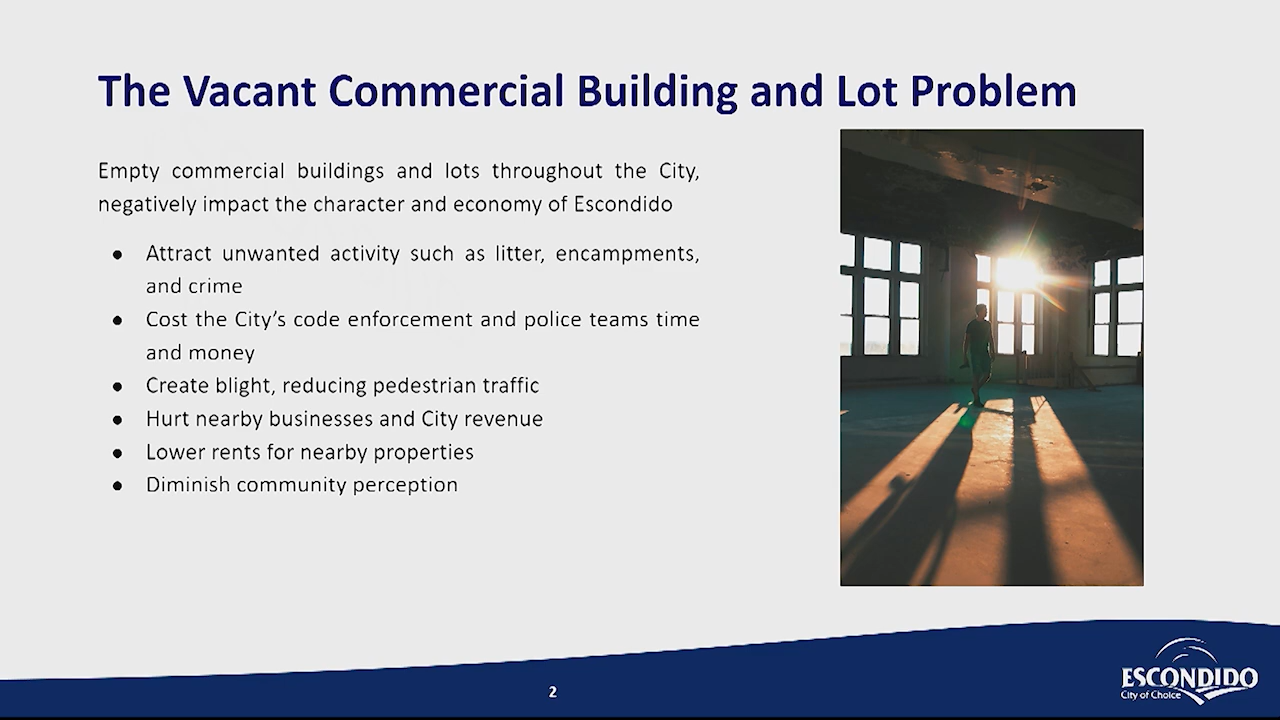 The Vacant Commercial Building and Lot Problem
Empty commercial buildings and lots throughout the City,
negatively impact the character and economy of Escondido
● Attract unwanted activity such as litter, encampments,
and crime
● Cost the City’s code enforcement and police teams time
and money
● Create blight, reducing pedestrian traffic
● Hurt nearby businesses and City revenue
● Lower rents for nearby properties
● Diminish community perception
2
ESCONDIDO
City of Choice